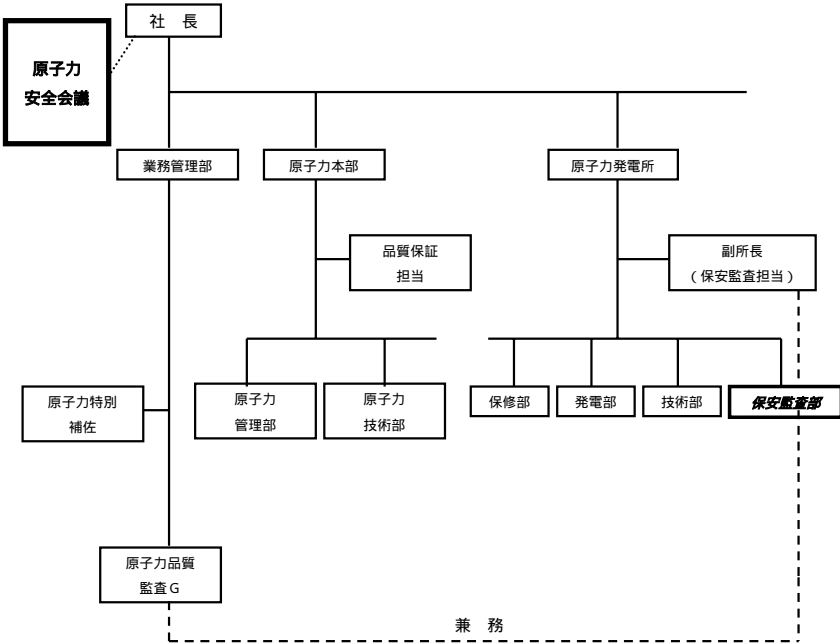 社　長
原子力
安全会議
業務管理部
原子力本部
原子力発電所
品質保証
担当
副所長
（保安監査担当）
原子力特別
補佐
原子力
管理部
原子力
技術部
保修部
発電部
技術部
保安監査部
原子力品質
監査Ｇ
兼　務